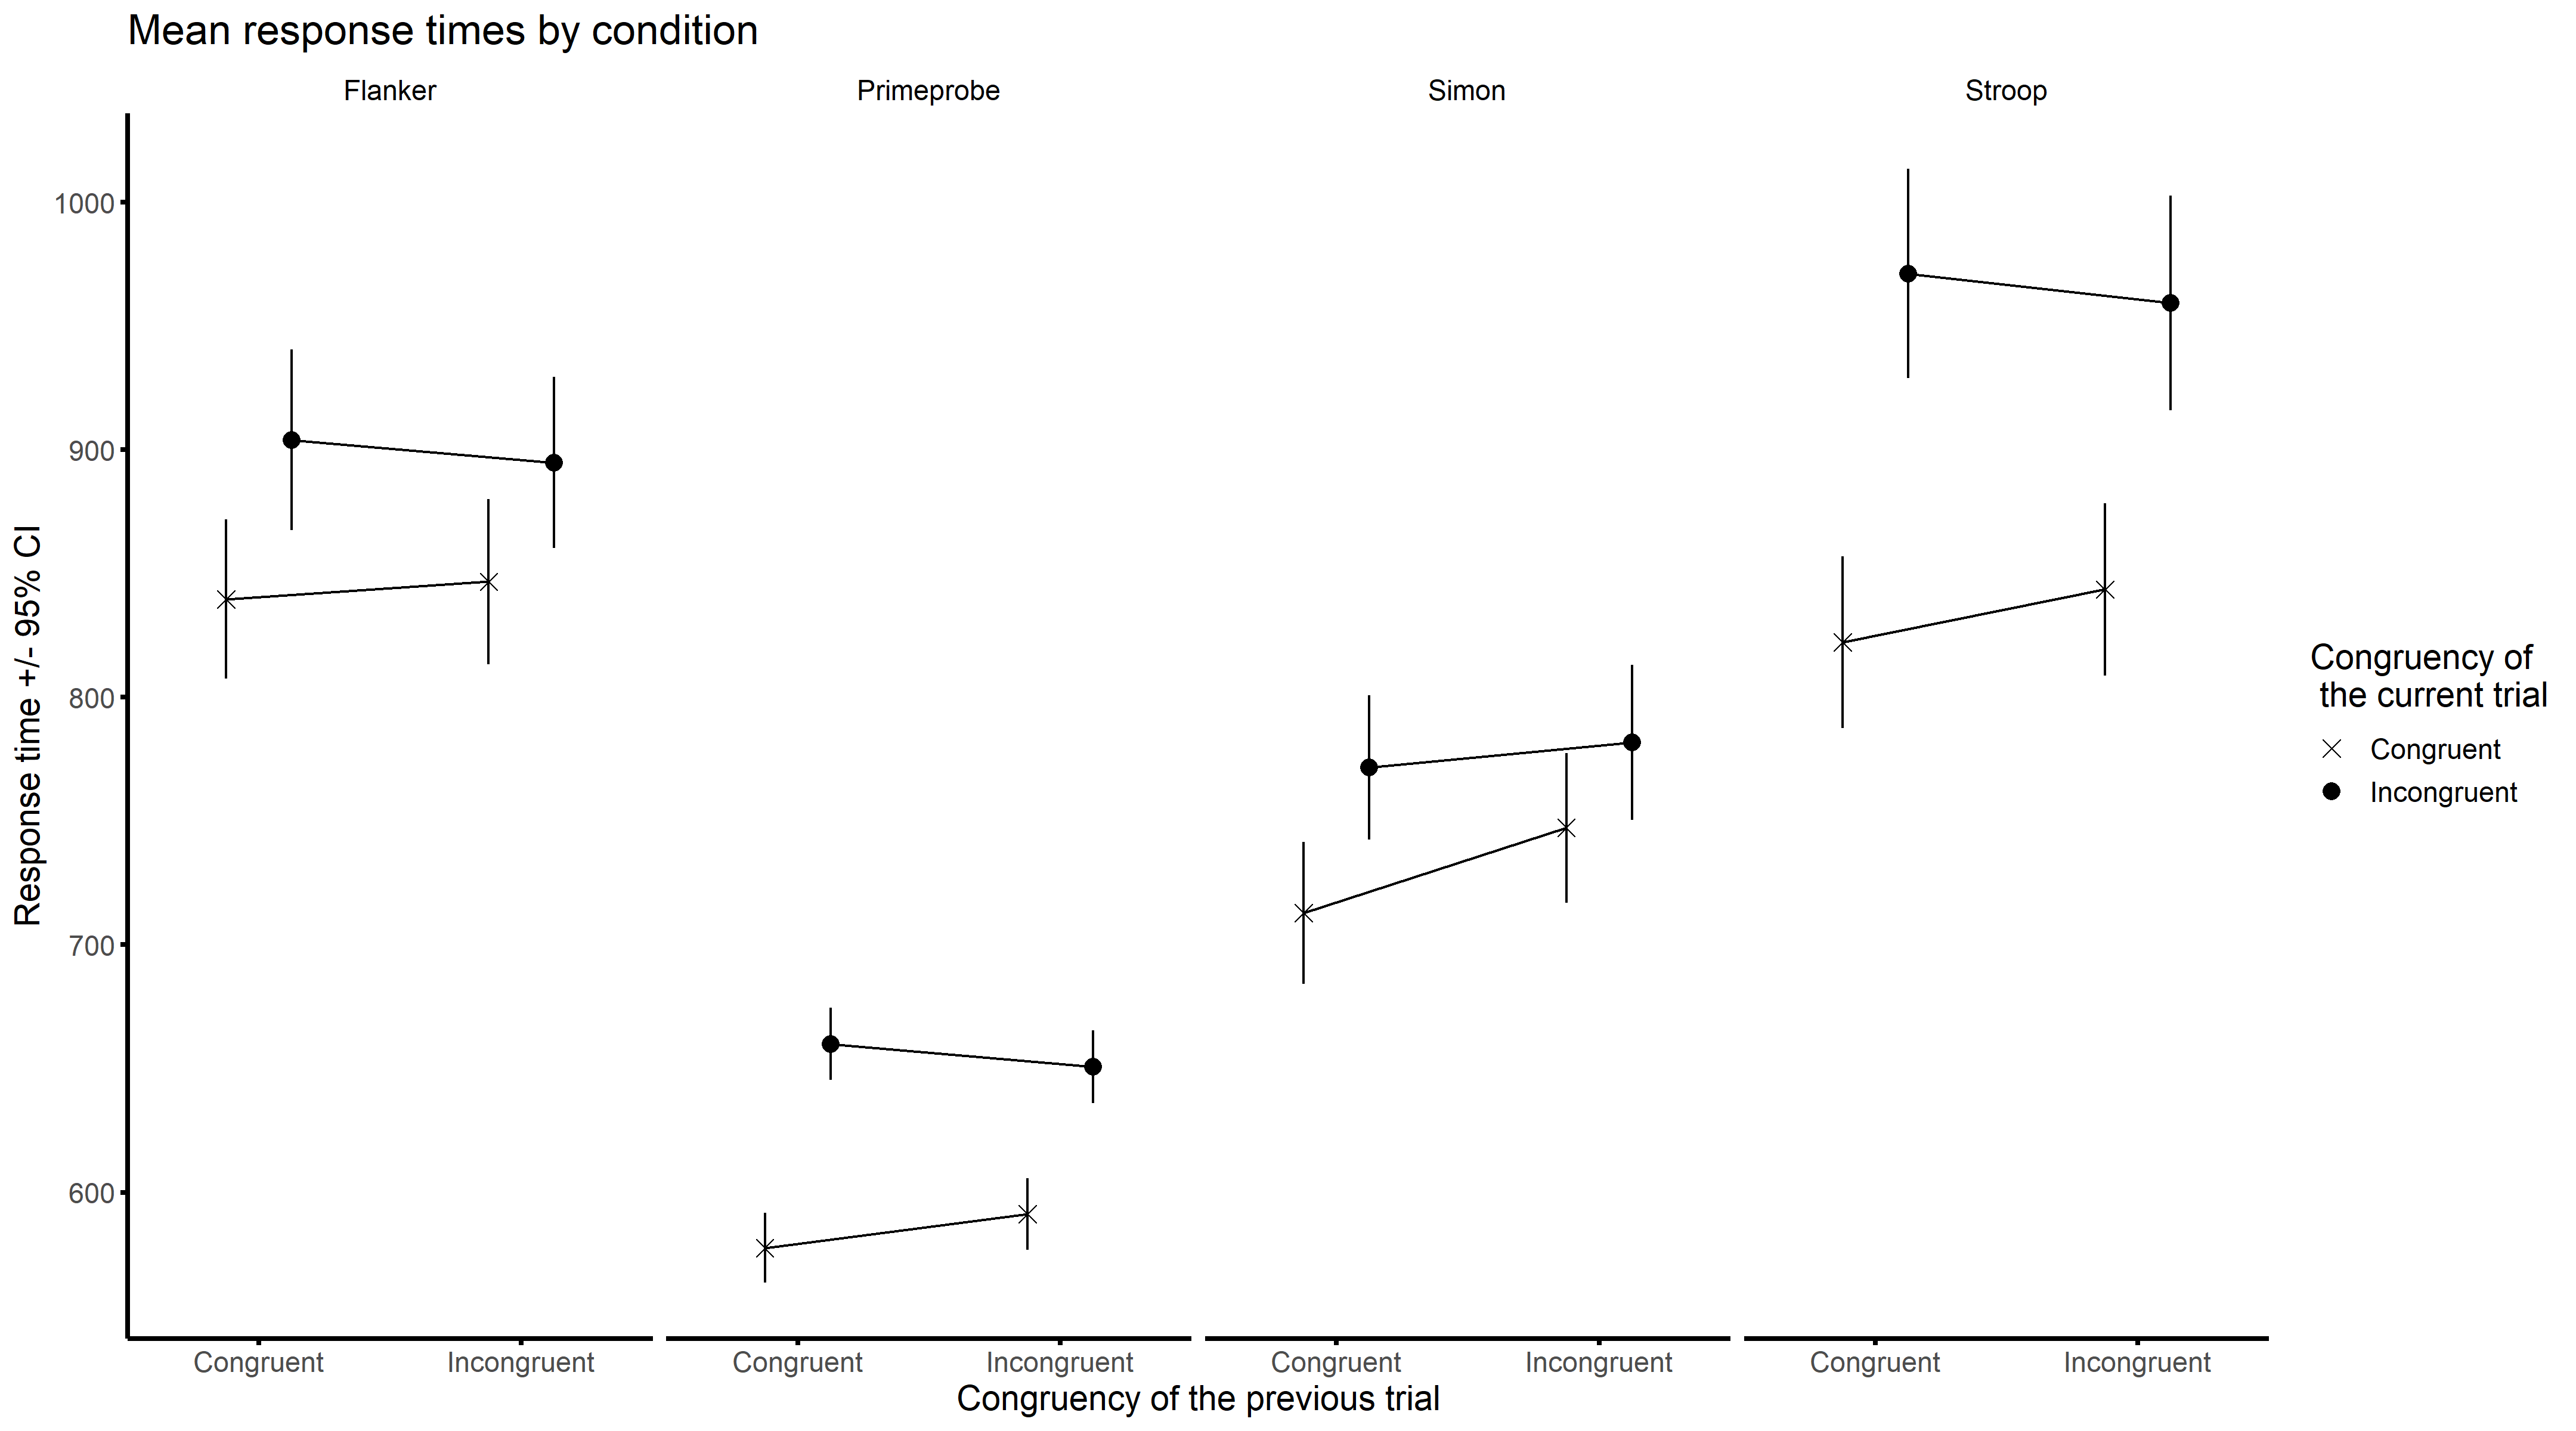 Mean response times by condition
Flanker Primeprobe Simon Stroop
1000
900
800
700
600
Response time +/- 95% CI
Congruent Incongruent Congruent Incongruent Congruent Incongruent Congruent Incongruent
Congruency of the previous trial
Congruency of
the current trial
Congruent
Incongruent